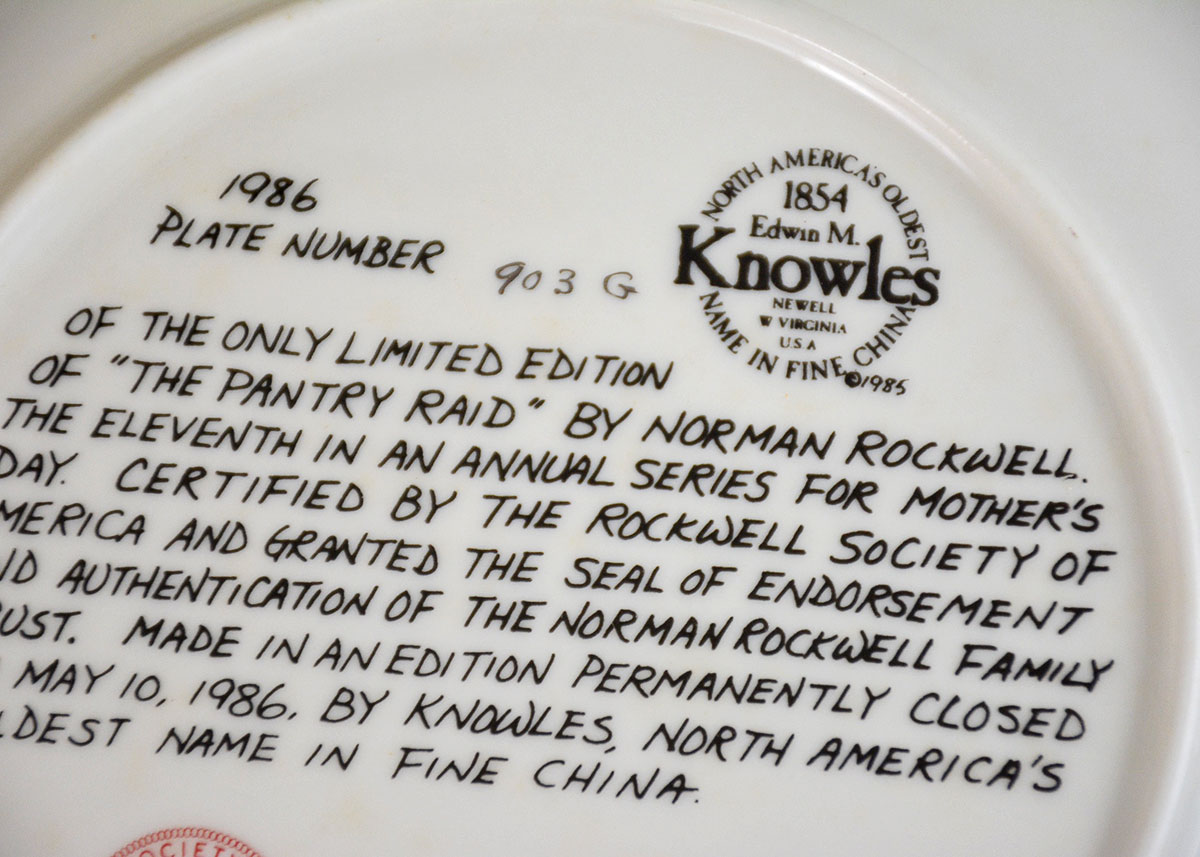 1986
PLATE NUMBER 903 G
NORTH AMERICA'S OLDEST
1854
Edwin M.
Knowles
NEWELL
W VIRGINIA
U.S.A
NAME IN FINE CHINA
©1985
OF THE ONLY LIMITED EDITION
OF "THE PANTRY RAID" BY NORMAN ROCKWELL.
THE ELEVENTH IN AN ANNUAL SERIES FOR MOTHER'S
DAY. CERTIFIED BY THE ROCKWELL SOCIETY OF
MERICA AND GRANTED THE SEAL OF ENDORSEMENT
ID AUTHENTICATION OF THE NORMAN ROCKWELL FAMILY
UST. MADE IN AN EDITION PERMANENTLY CLOSED
MAY 10, 1986, BY KNOWLES, NORTH AMERICA'S
LDEST NAME IN FINE CHINA.
SOCIETY